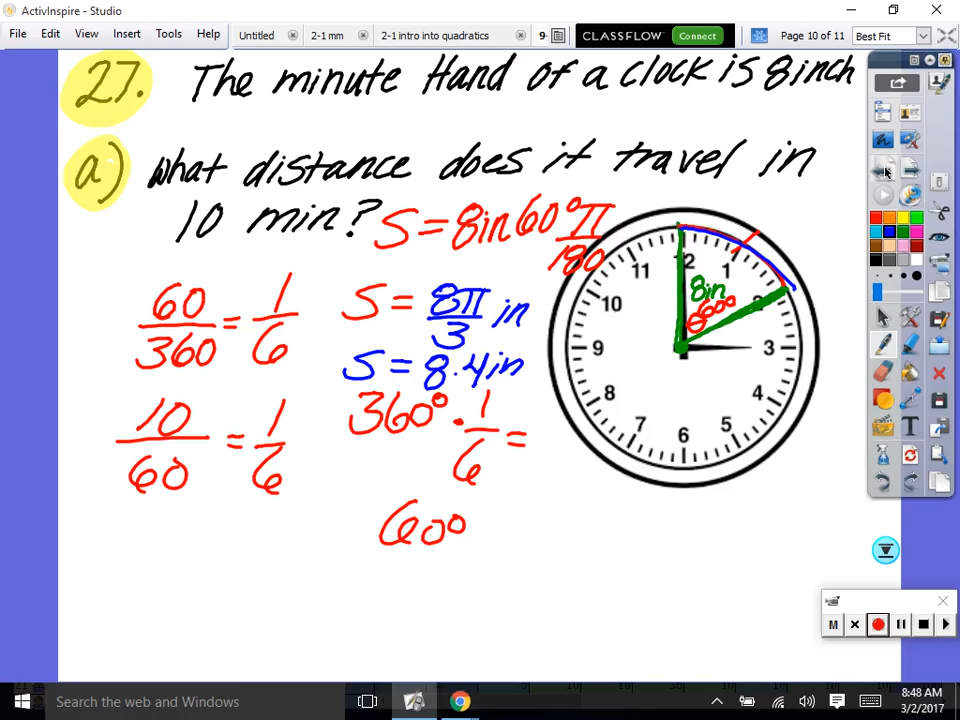 ActivInspire - Studio
File Edit View Insert Tools Help
Untitled 2-1 mm 2-1 intro into quadratics 9- CLASSFLOW Connect Page 10 of 11 Best Fit
27. The minute Hand of a clock is 8inch
a) what distance does it travel in
10 min?
S = 8in 60° π/180
60/360 = 1/6
S = 8π/3 in
S = 8.4in
10/60 = 1/6
360° · 1/6 =
60°
12
1
2
3
4
5
6
7
8
9
10
11
8in
θ 60°
T
M
Search the web and Windows
8:48 AM
3/2/2017